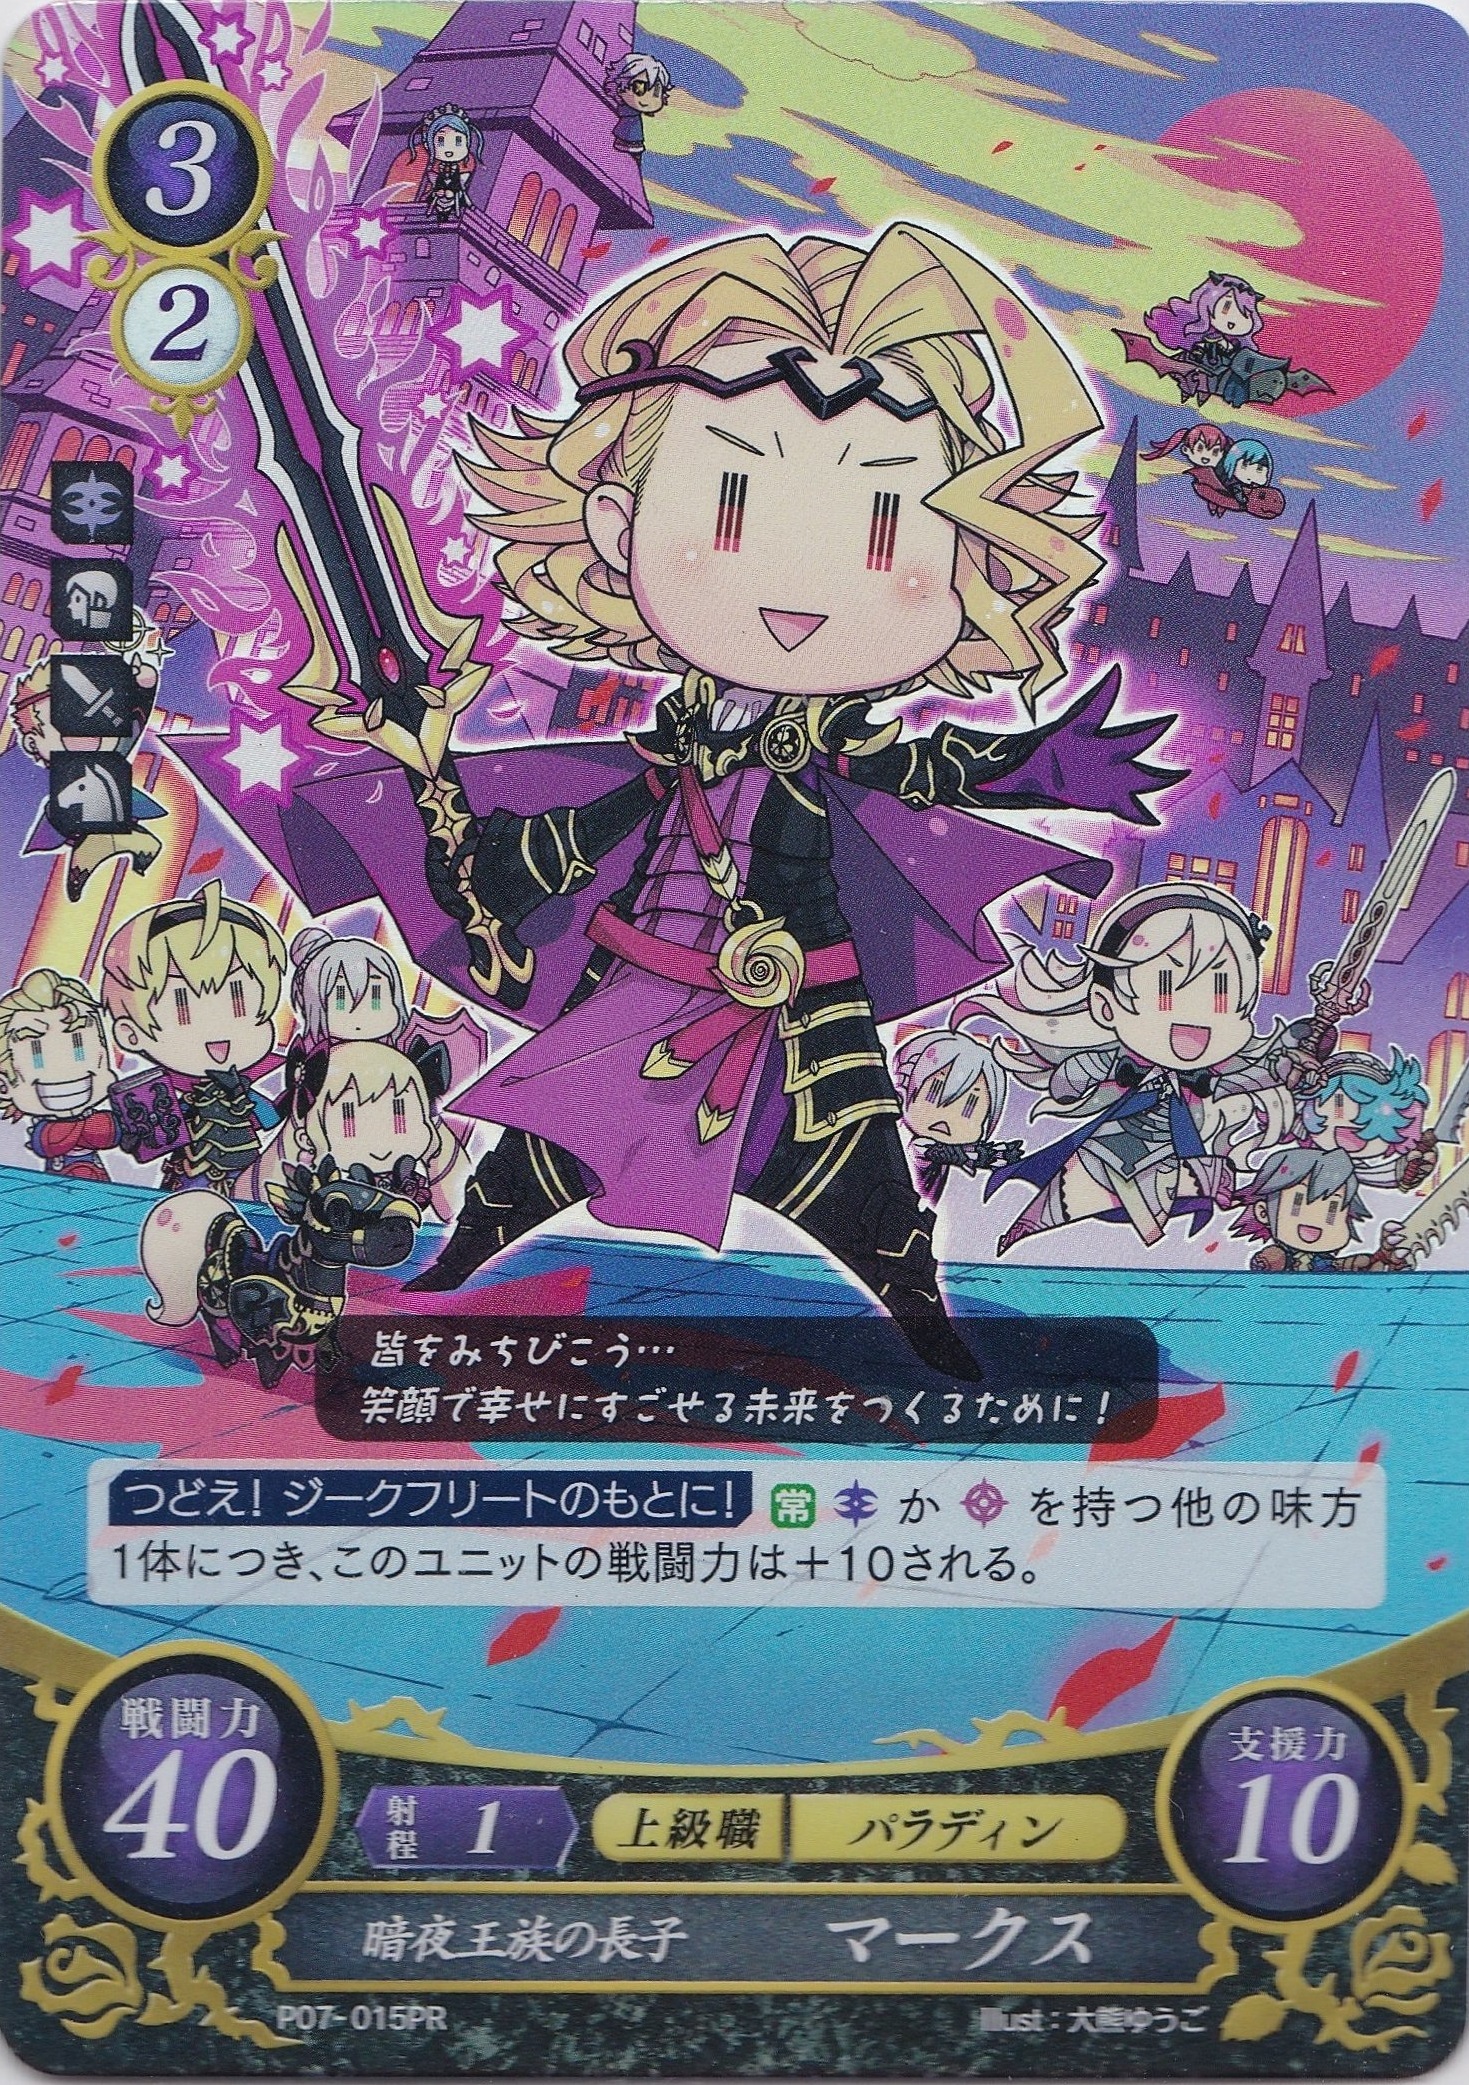 3
2
皆をみちびこう…
笑顔で幸せにすごせる未来をつくるために！
つどえ！ ジークフリートのもとに！ 常 か を持つ他の味方
1体につき、このユニットの戦闘力は＋10される。
戦闘力
40
射程 1
上級職 パラディン
支援力
10
暗夜王族の長子 マークス
P07-015PR
Illust：大熊ゆうご